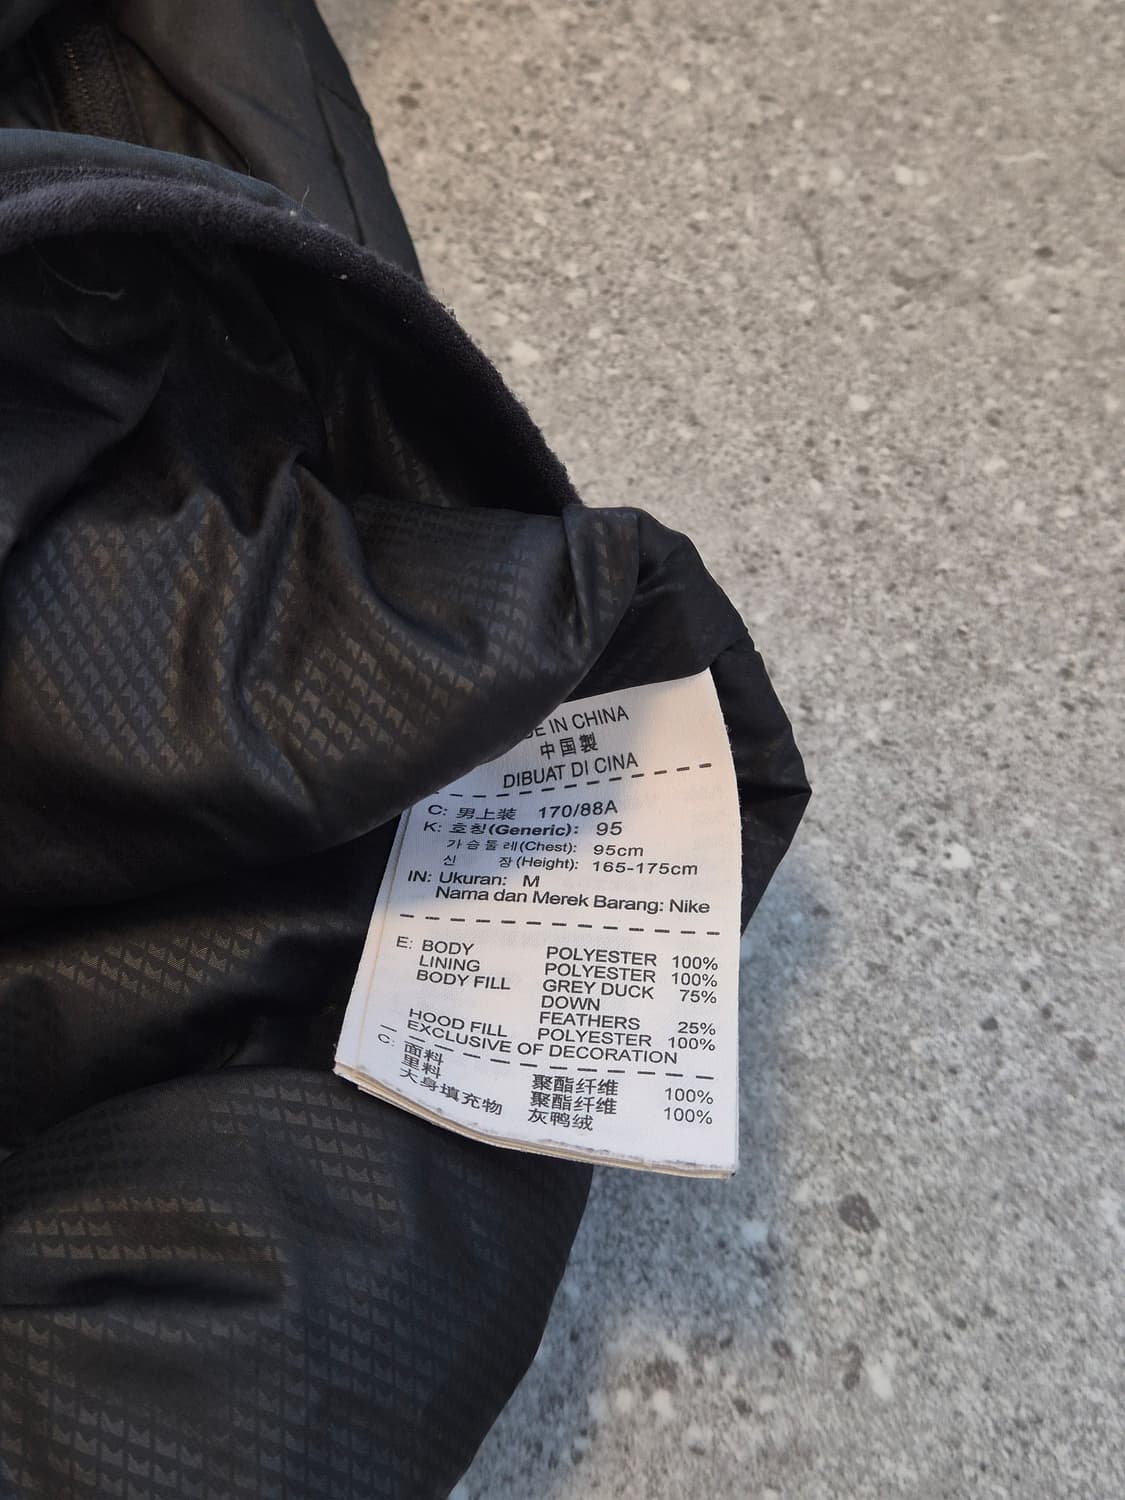 IN CHINA
中国製
DIBUAT DI CINA
C: 男上装 170/88A
K: 호칭(Generic): 95
가슴둘레(Chest): 95cm
신 장(Height): 165-175cm
IN: Ukuran: M
Nama dan Merek Barang: Nike
E: BODY POLYESTER 100%
LINING POLYESTER 100%
BODY FILL GREY DUCK 75%
DOWN
FEATHERS 25%
HOOD FILL POLYESTER 100%
EXCLUSIVE OF DECORATION
C: 面料 聚酯纤维 100%
里料 聚酯纤维 100%
大身填充物 灰鸭绒